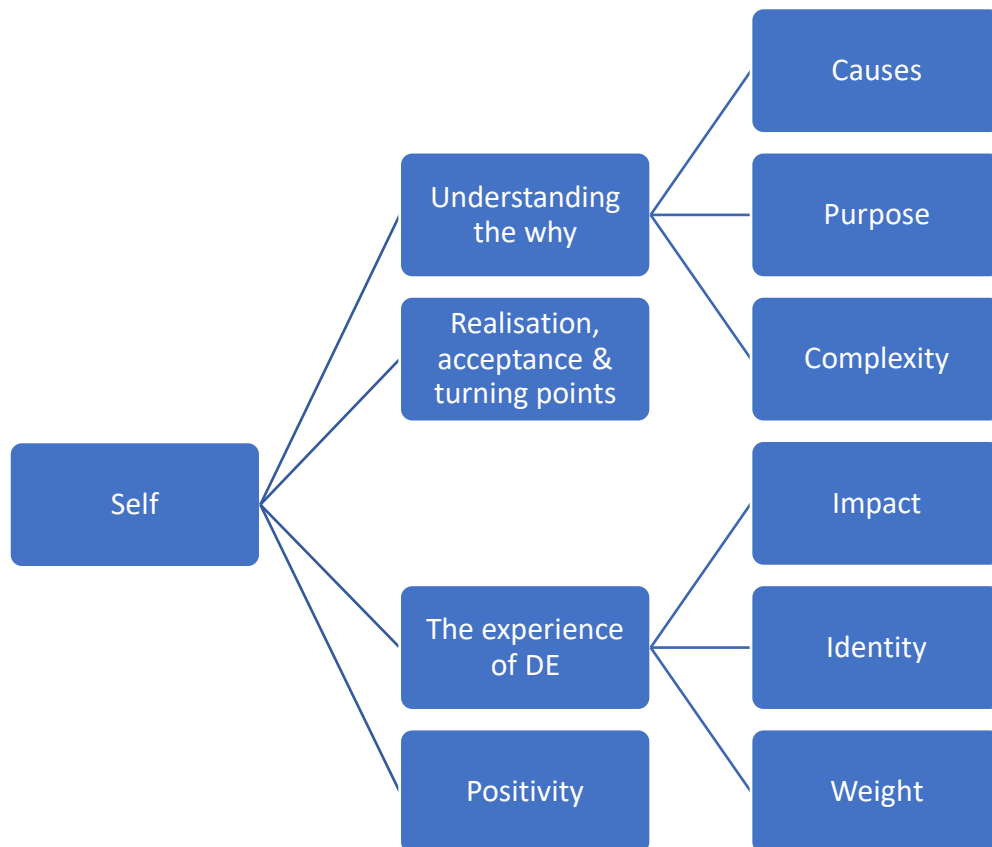 Self
Understanding
the why
Causes
Purpose
Complexity
Realisation,
acceptance &
turning points
The experience
of DE
Impact
Identity
Weight
Positivity